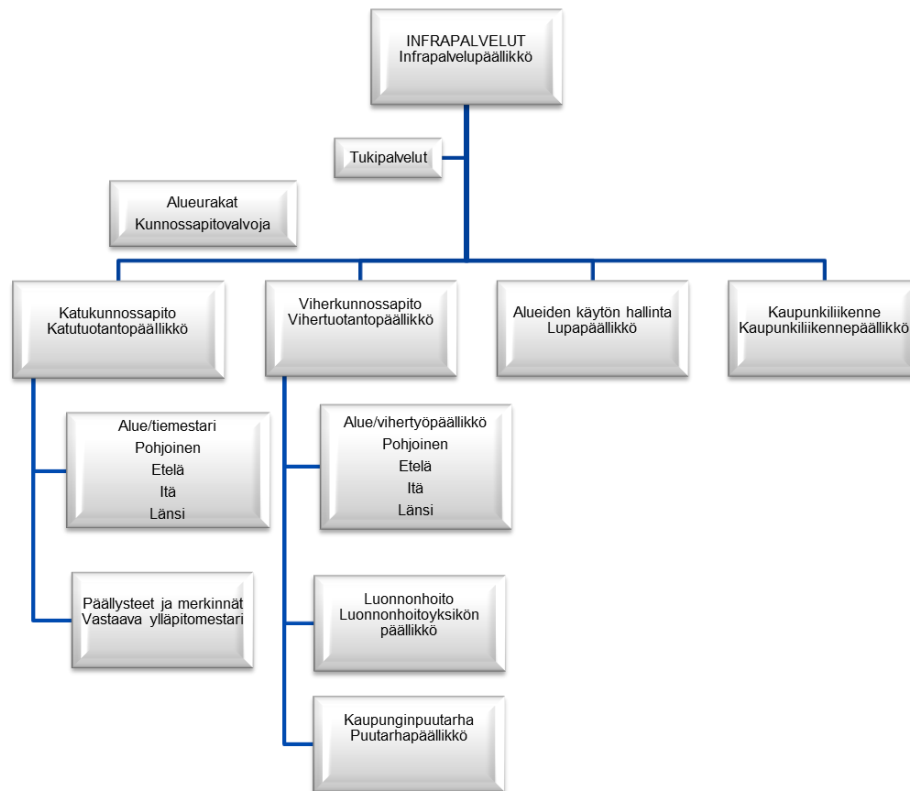 INFRAPALVELUT
Infrapalvelupäällikkö
Tukipalvelut
Alueurakat
Kunnossapitovalvoja
Katukunnossapito
Katutuotantopäällikkö
Viherkunnossapito
Vihertuotantopäällikkö
Alueiden käytön hallinta
Lupapäällikkö
Kaupunkiliikenne
Kaupunkiliikennepäällikkö
Alue/tiemestari
Pohjoinen
Etelä
Itä
Länsi
Alue/vihertyöpäällikkö
Pohjoinen
Etelä
Itä
Länsi
Päällysteet ja merkinnät
Vastaava ylläpitomestari
Luonnonhoito
Luonnonhoitoyksikön
päällikkö
Kaupunginpuutarha
Puutarhapäällikkö